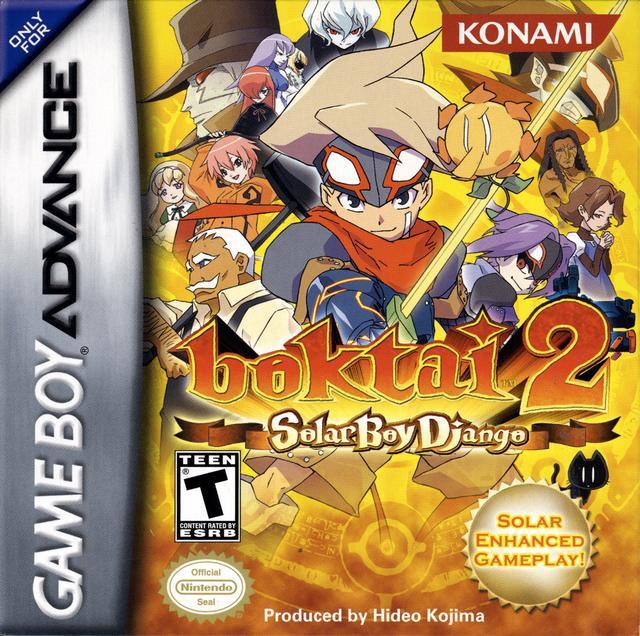 ONLY
FOR
GAME BOY ADVANCE
KONAMI
boktai 2
Solar Boy Django
TEEN
T
CONTENT RATED BY
ESRB
Official
Nintendo
Seal
SOLAR
ENHANCED
GAMEPLAY!
Produced by Hideo Kojima